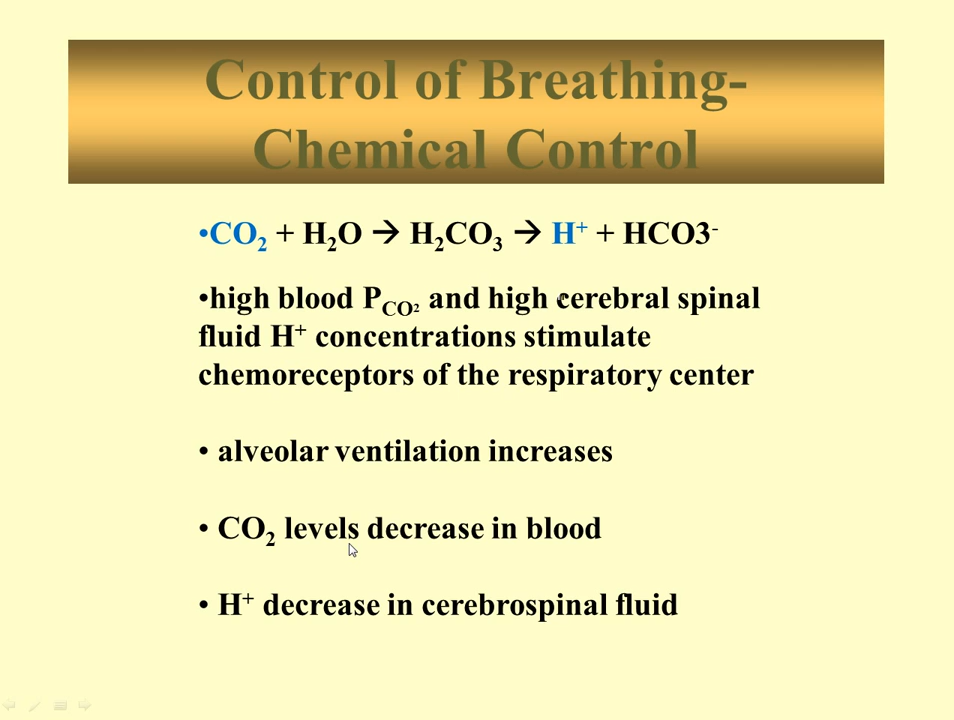 Control of Breathing-
Chemical Control
•CO₂ + H₂O → H₂CO₃ → H⁺ + HCO3⁻
•high blood P_CO₂ and high cerebral spinal
fluid H⁺ concentrations stimulate
chemoreceptors of the respiratory center
• alveolar ventilation increases
• CO₂ levels decrease in blood
• H⁺ decrease in cerebrospinal fluid